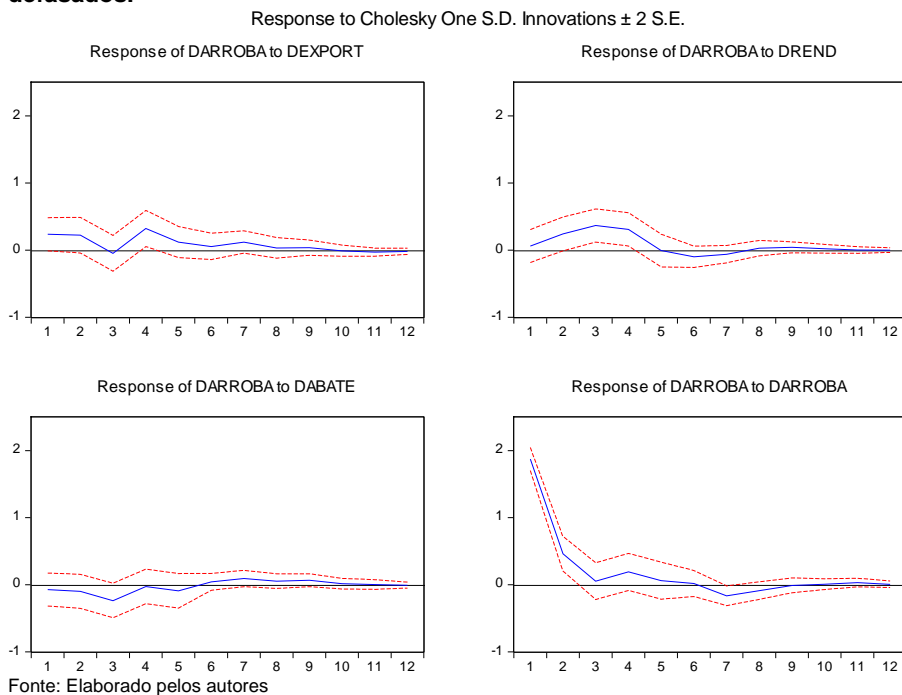 defasados.
Response to Cholesky One S.D. Innovations ± 2 S.E.
Response of DARROBA to DEXPORT
2
1
0
-1
1 2 3 4 5 6 7 8 9 10 11 12
Response of DARROBA to DREND
2
1
0
-1
1 2 3 4 5 6 7 8 9 10 11 12
Response of DARROBA to DABATE
2
1
0
-1
1 2 3 4 5 6 7 8 9 10 11 12
Response of DARROBA to DARROBA
2
1
0
-1
1 2 3 4 5 6 7 8 9 10 11 12
Fonte: Elaborado pelos autores